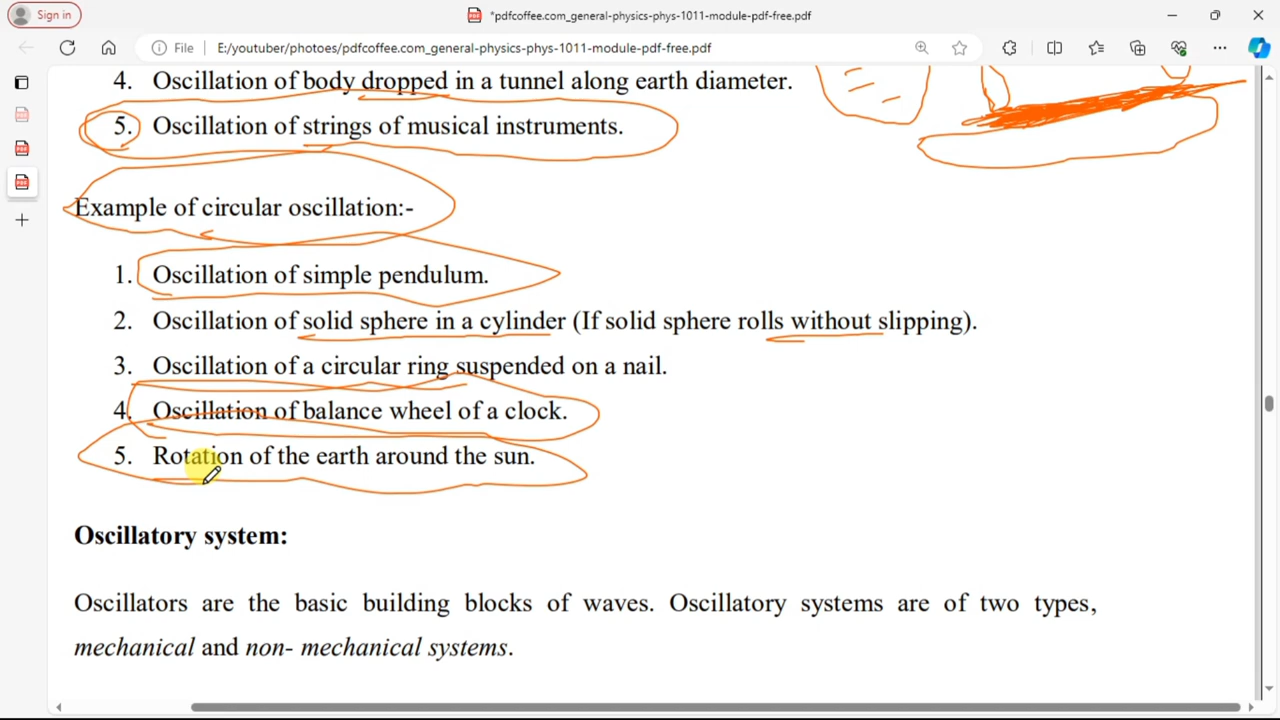 Sign in
*pdfcoffee.com_general-physics-phys-1011-module-pdf-free.pdf
File
E:/youtuber/photoes/pdfcoffee.com_general-physics-phys-1011-module-pdf-free.pdf
4. Oscillation of body dropped in a tunnel along earth diameter.
5. Oscillation of strings of musical instruments.
Example of circular oscillation:-
1. Oscillation of simple pendulum.
2. Oscillation of solid sphere in a cylinder (If solid sphere rolls without slipping).
3. Oscillation of a circular ring suspended on a nail.
4. Oscillation of balance wheel of a clock.
5. Rotation of the earth around the sun.
Oscillatory system:
Oscillators are the basic building blocks of waves. Oscillatory systems are of two types,
mechanical and non- mechanical systems.